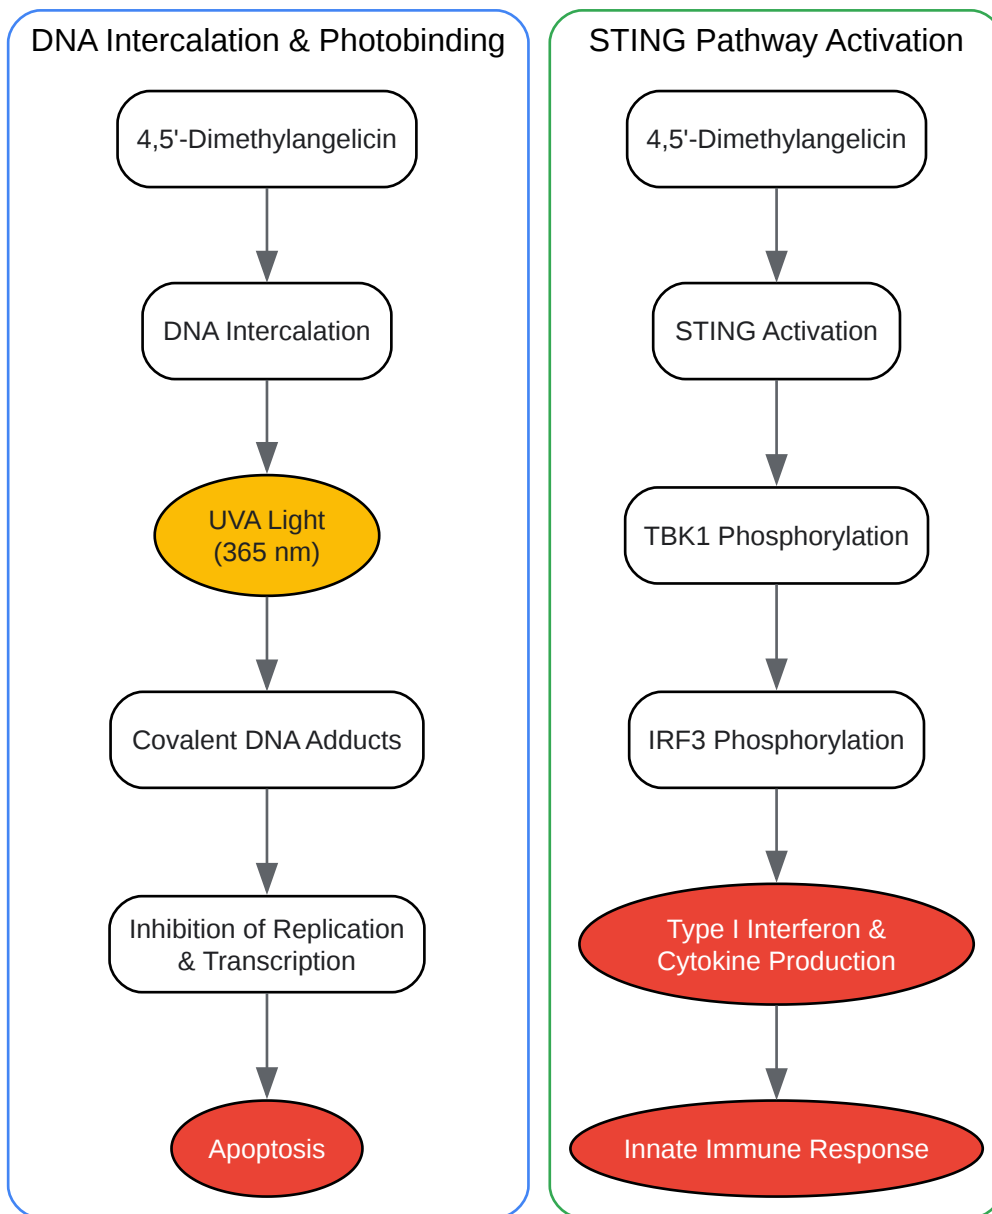 DNA Intercalation & Photobinding
4,5'-Dimethylangelicin
DNA Intercalation
UVA Light
(365 nm)
Covalent DNA Adducts
Inhibition of Replication
& Transcription
Apoptosis
STING Pathway Activation
4,5'-Dimethylangelicin
STING Activation
TBK1 Phosphorylation
IRF3 Phosphorylation
Type I Interferon &
Cytokine Production
Innate Immune Response